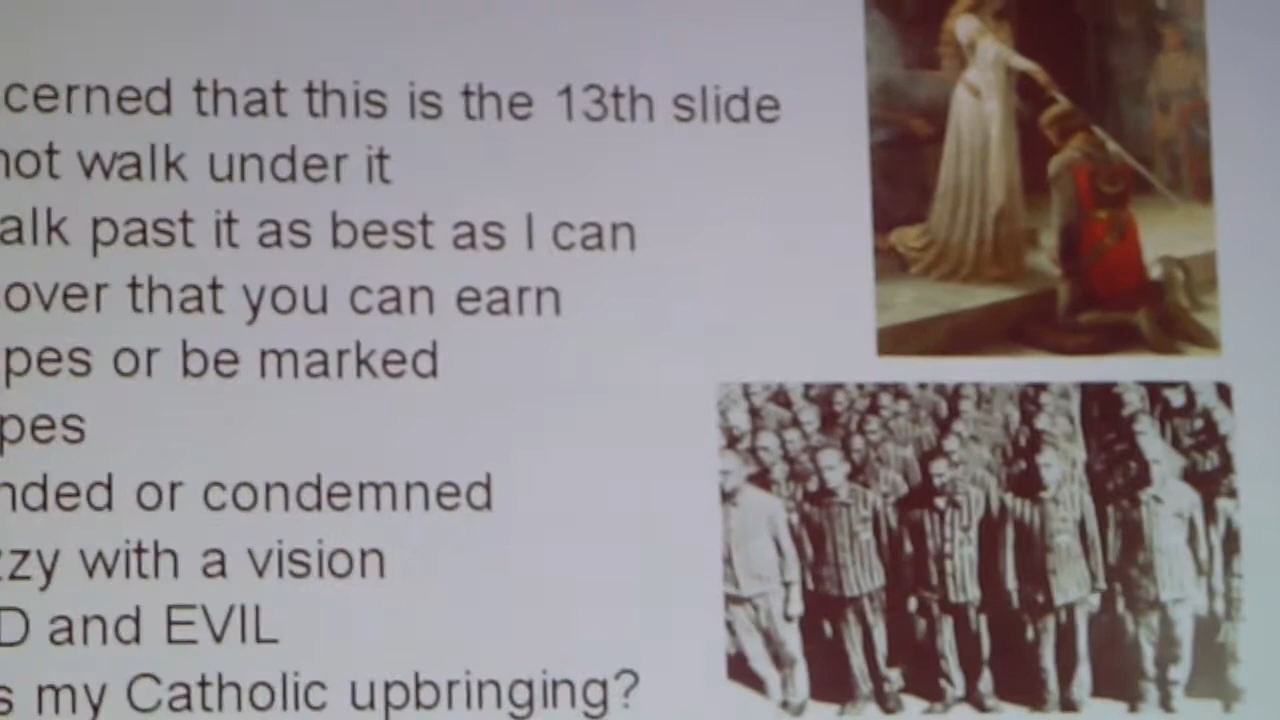 cerned that this is the 13th slide
not walk under it
alk past it as best as I can
over that you can earn
pes or be marked
pes
nded or condemned
zzy with a vision
D and EVIL
s my Catholic upbringing?